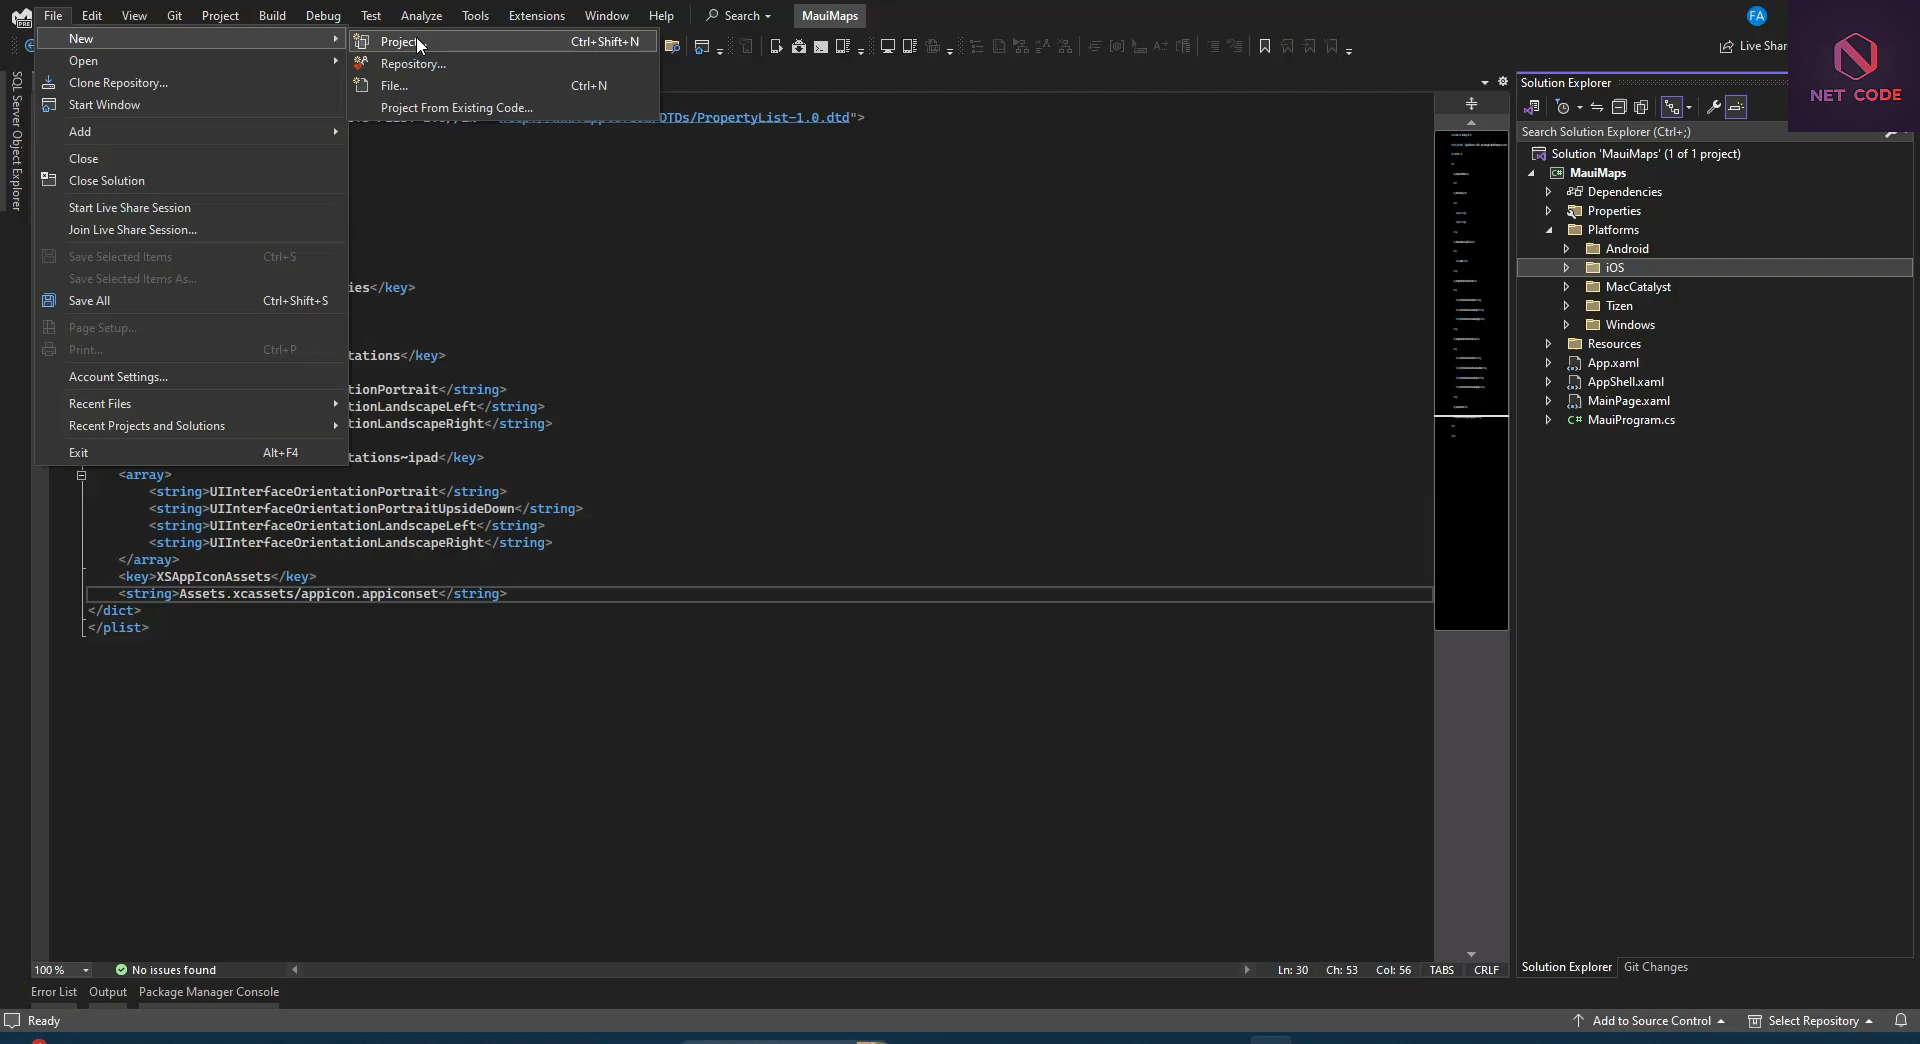 File Edit View Git Project Build Debug Test Analyze Tools Extensions Window Help Search MauiMaps FA
PRE
Live Shar
NET CODE
New
Project... Ctrl+Shift+N
Repository...
File... Ctrl+N
Project From Existing Code...
Open
Clone Repository...
Start Window
Add
Close
Close Solution
Start Live Share Session
Join Live Share Session...
Save Selected Items Ctrl+S
Save Selected Items As...
Save All Ctrl+Shift+S
Page Setup...
Print... Ctrl+P
Account Settings...
Recent Files
Recent Projects and Solutions
Exit Alt+F4
SQL Server Object Explorer
DTDs/PropertyList-1.0.dtd">
ies</key>
tations</key>
tionPortrait</string>
tionLandscapeLeft</string>
tionLandscapeRight</string>
tations~ipad</key>
<array>
<string>UIInterfaceOrientationPortrait</string>
<string>UIInterfaceOrientationPortraitUpsideDown</string>
<string>UIInterfaceOrientationLandscapeLeft</string>
<string>UIInterfaceOrientationLandscapeRight</string>
</array>
<key>XSAppIconAssets</key>
<string>Assets.xcassets/appicon.appiconset</string>
</dict>
</plist>
Solution Explorer
Search Solution Explorer (Ctrl+;)
Solution 'MauiMaps' (1 of 1 project)
MauiMaps
Dependencies
Properties
Platforms
Android
iOS
MacCatalyst
Tizen
Windows
Resources
App.xaml
AppShell.xaml
MainPage.xaml
C# MauiProgram.cs
100 % No issues found Ln: 30 Ch: 53 Col: 56 TABS CRLF
Solution Explorer Git Changes
Error List Output Package Manager Console
Ready Add to Source Control Select Repository